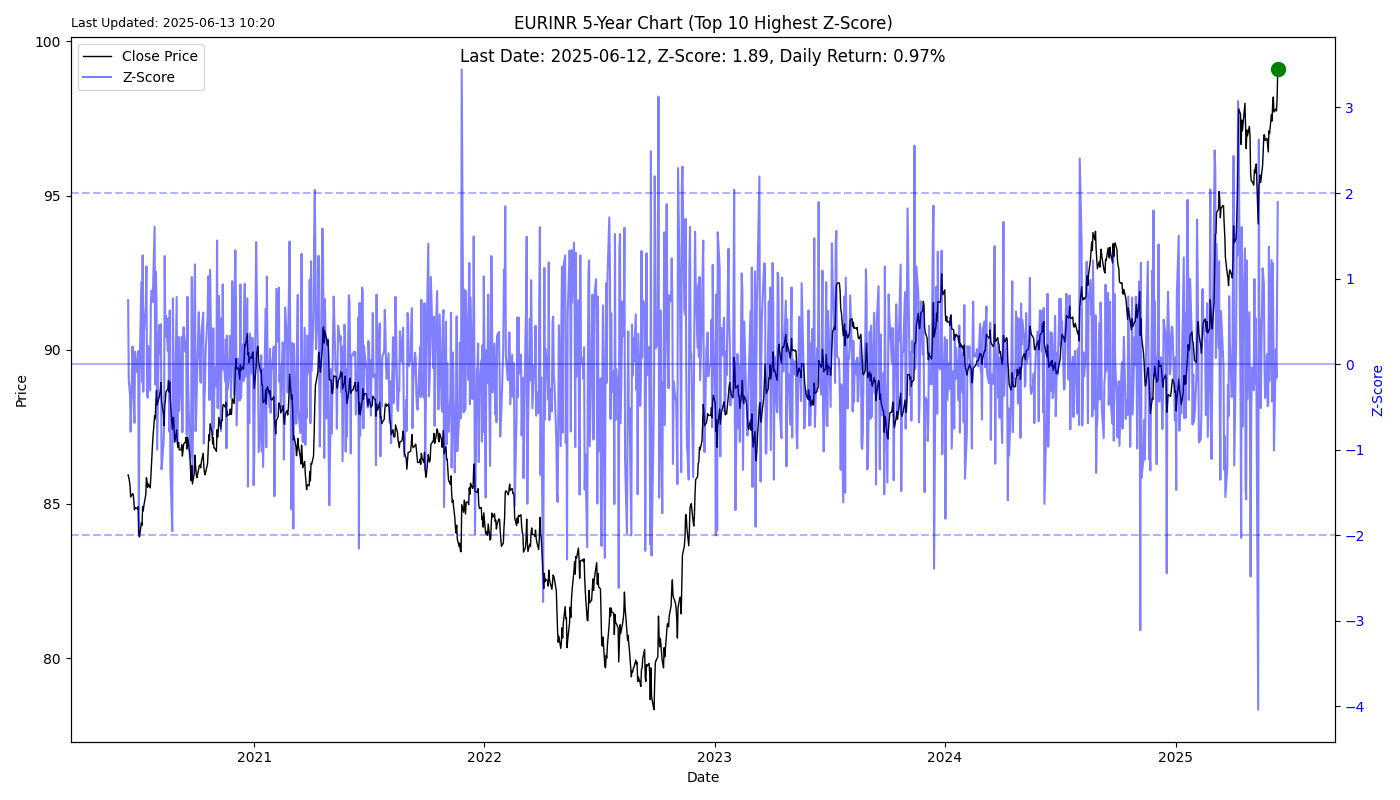 Last Updated: 2025-06-13 10:20
EURINR 5-Year Chart (Top 10 Highest Z-Score)
Last Date: 2025-06-12, Z-Score: 1.89, Daily Return: 0.97%
Close Price
Z-Score
100
95
90
85
80
Price
3
2
1
0
−1
−2
−3
−4
Z-Score
2021
2022
2023
2024
2025
Date